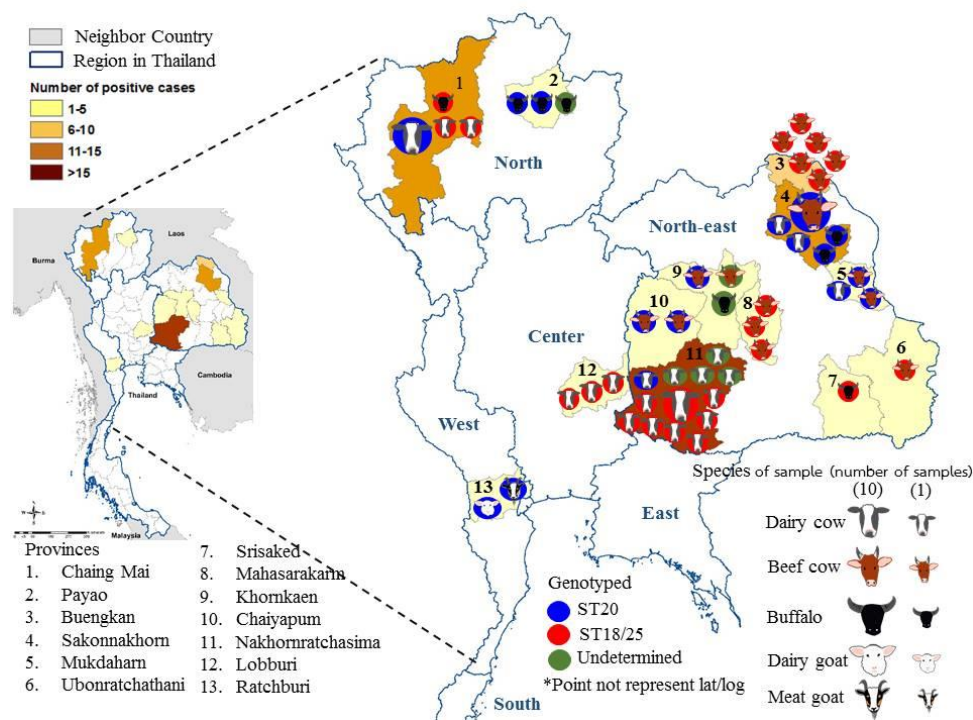 Neighbor Country
Region in Thailand
Number of positive cases
1-5
6-10
11-15
>15
Burma
Laos
Thailand
Cambodia
Malaysia
N
W
E
S
Provinces
1. Chaing Mai
2. Payao
3. Buengkan
4. Sakonnakhorn
5. Mukdaharn
6. Ubonratchathani
7. Srisaked
8. Mahasarakarm
9. Khornkaen
10. Chaiyapum
11. Nakhornratchasima
12. Lobburi
13. Ratchburi
1
2
North
3
4
North-east
5
9
10
8
Center
11
6
12
7
West
13
East
South
Genotyped
ST20
ST18/25
Undetermined
*Point not represent lat/log
Species of sample (number of samples)
(10) (1)
Dairy cow
Beef cow
Buffalo
Dairy goat
Meat goat